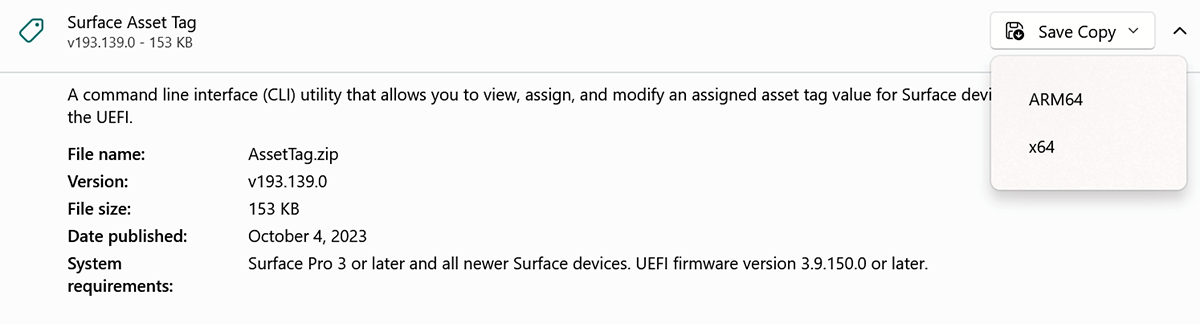 Surface Asset Tag
v193.139.0 - 153 KB
Save Copy
ARM64
x64
A command line interface (CLI) utility that allows you to view, assign, and modify an assigned asset tag value for Surface devi
the UEFI.
File name: AssetTag.zip
Version: v193.139.0
File size: 153 KB
Date published: October 4, 2023
System Surface Pro 3 or later and all newer Surface devices. UEFI firmware version 3.9.150.0 or later.
requirements: